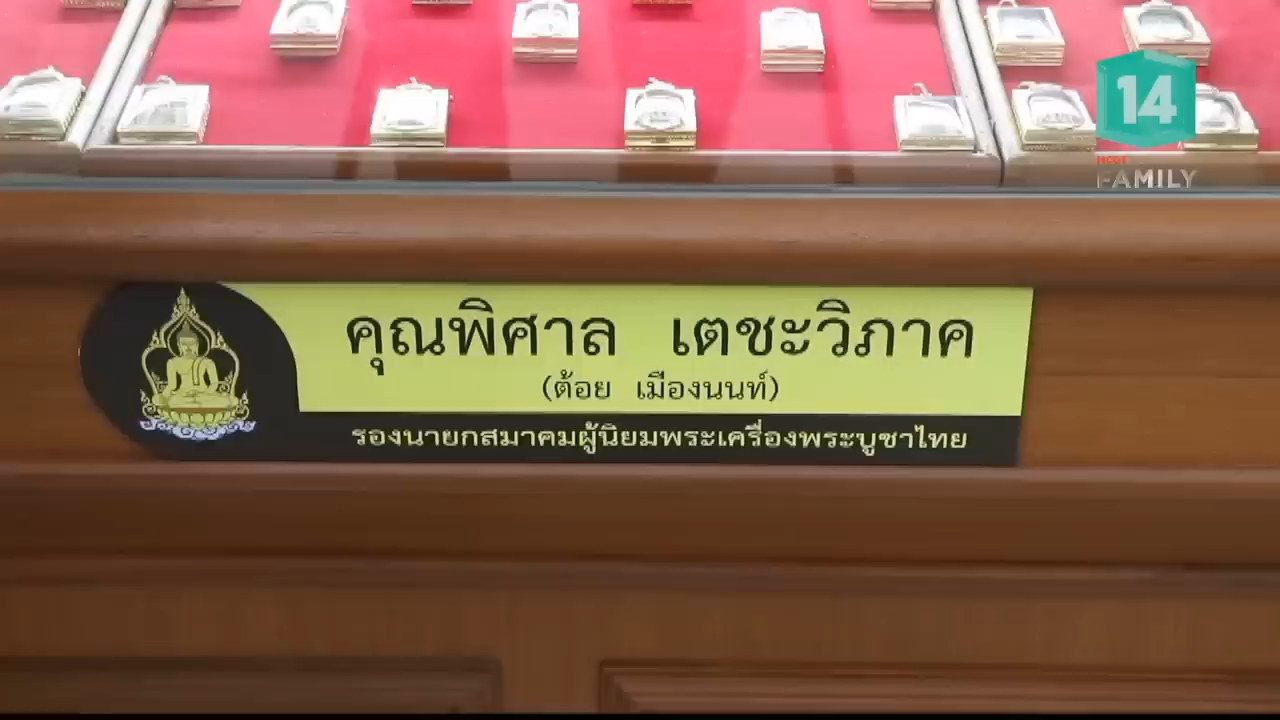 14
MCOT
FAMILY
คุณพิศาล เตชะวิภาค
(ต้อย เมืองนนท์)
รองนายกสมาคมผู้นิยมพระเครื่องพระบูชาไทย